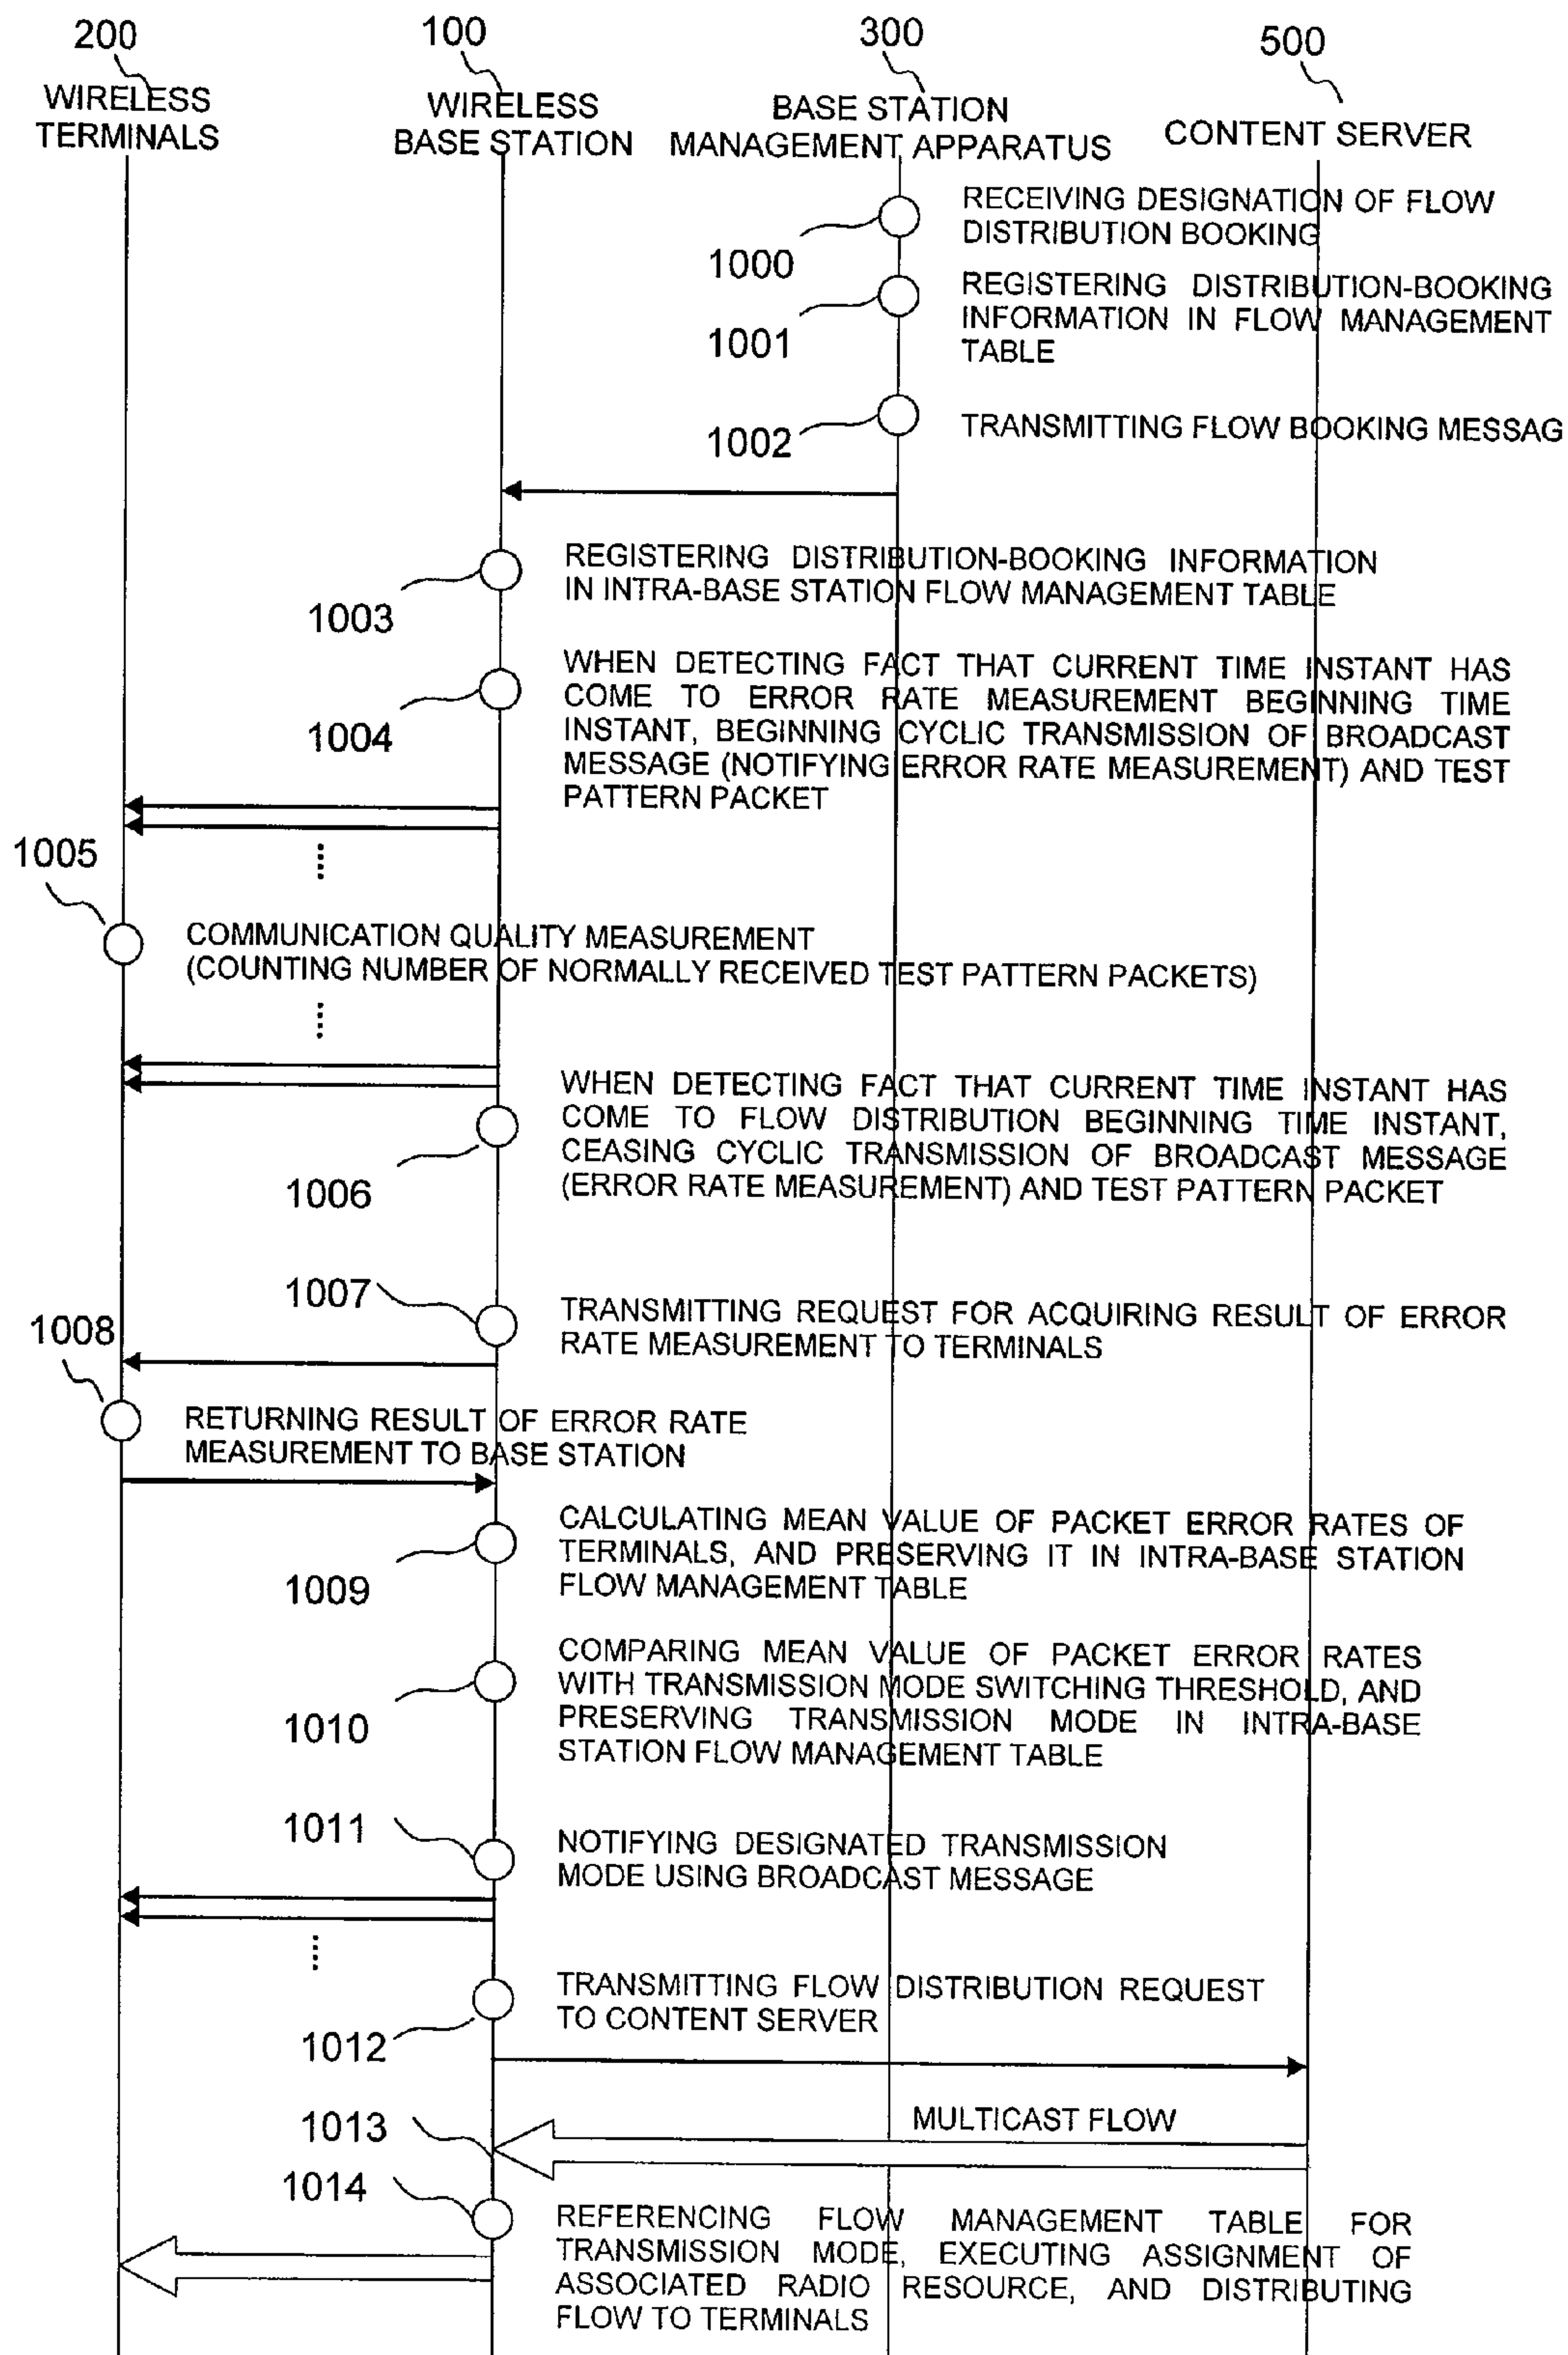 200
100
300
500
WIRELESS
TERMINALS
WIRELESS
BASE STATION
BASE STATION
MANAGEMENT APPARATUS
CONTENT SERVER
1000
RECEIVING DESIGNATION OF FLOW
DISTRIBUTION BOOKING
1001
REGISTERING DISTRIBUTION-BOOKING
INFORMATION IN FLOW MANAGEMENT
TABLE
1002
TRANSMITTING FLOW BOOKING MESSAG
1003
REGISTERING DISTRIBUTION-BOOKING INFORMATION
IN INTRA-BASE STATION FLOW MANAGEMENT TABLE
1004
WHEN DETECTING FACT THAT CURRENT TIME INSTANT HAS
COME TO ERROR RATE MEASUREMENT BEGINNING TIME
INSTANT, BEGINNING CYCLIC TRANSMISSION OF BROADCAST
MESSAGE (NOTIFYING ERROR RATE MEASUREMENT) AND TEST
PATTERN PACKET
1005
COMMUNICATION QUALITY MEASUREMENT
(COUNTING NUMBER OF NORMALLY RECEIVED TEST PATTERN PACKETS)
1006
WHEN DETECTING FACT THAT CURRENT TIME INSTANT HAS
COME TO FLOW DISTRIBUTION BEGINNING TIME INSTANT,
CEASING CYCLIC TRANSMISSION OF BROADCAST MESSAGE
(ERROR RATE MEASUREMENT) AND TEST PATTERN PACKET
1007
TRANSMITTING REQUEST FOR ACQUIRING RESULT OF ERROR
RATE MEASUREMENT TO TERMINALS
1008
RETURNING RESULT OF ERROR RATE
MEASUREMENT TO BASE STATION
1009
CALCULATING MEAN VALUE OF PACKET ERROR RATES OF
TERMINALS, AND PRESERVING IT IN INTRA-BASE STATION
FLOW MANAGEMENT TABLE
1010
COMPARING MEAN VALUE OF PACKET ERROR RATES
WITH TRANSMISSION MODE SWITCHING THRESHOLD, AND
PRESERVING TRANSMISSION MODE IN INTRA-BASE
STATION FLOW MANAGEMENT TABLE
1011
NOTIFYING DESIGNATED TRANSMISSION
MODE USING BROADCAST MESSAGE
1012
TRANSMITTING FLOW DISTRIBUTION REQUEST
TO CONTENT SERVER
1013
MULTICAST FLOW
1014
REFERENCING FLOW MANAGEMENT TABLE FOR
TRANSMISSION MODE, EXECUTING ASSIGNMENT OF
ASSOCIATED RADIO RESOURCE, AND DISTRIBUTING
FLOW TO TERMINALS